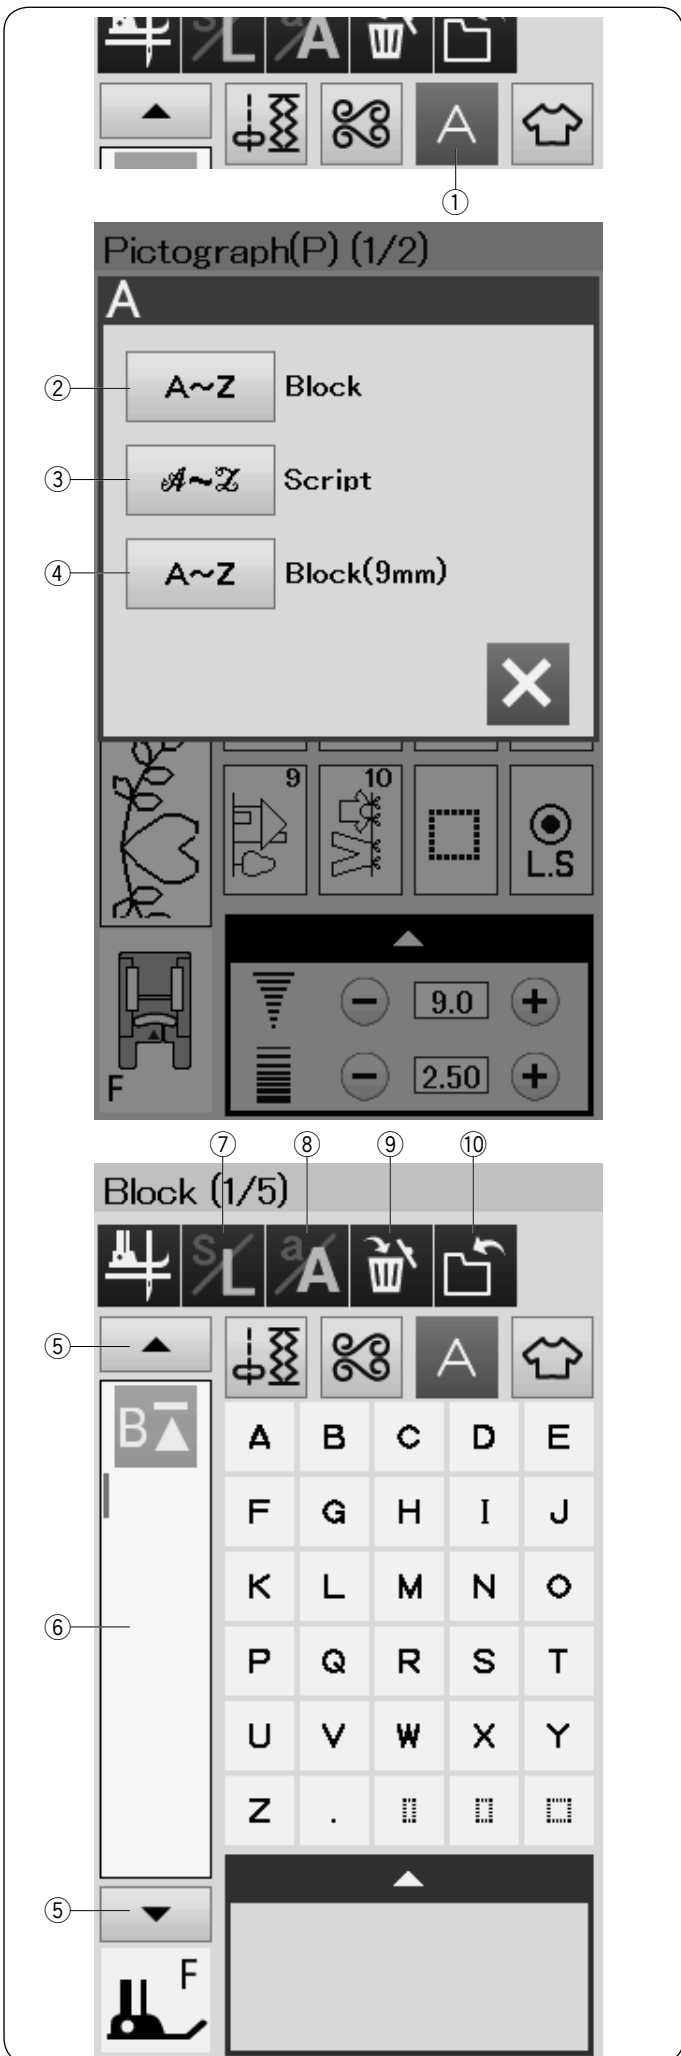 S/L a/A
A
①
Pictograph(P) (1/2)
A
② A~Z Block
③ A~Z Script
④ A~Z Block(9mm)
9 10
L.S
9.0
F 2.50
⑦ ⑧ ⑨ ⑩
Block (1/5)
S/L a/A
⑤ A
B A B C D E
F G H I J
K L M N O
⑥
P Q R S T
U V W X Y
Z .
⑤
F